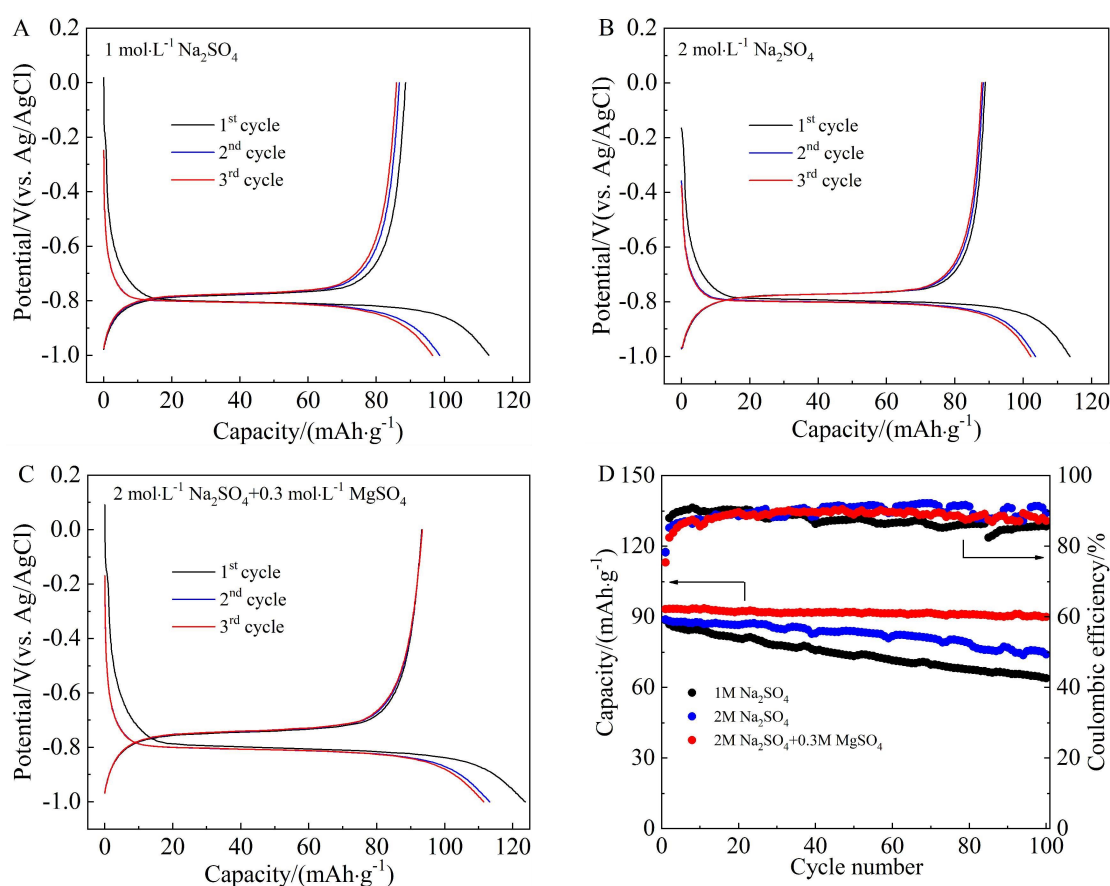 A
1 mol·L⁻¹ Na₂SO₄
1ˢᵗ cycle
2ⁿᵈ cycle
3ʳᵈ cycle
Potential/V(vs. Ag/AgCl)
0.2
0.0
-0.2
-0.4
-0.6
-0.8
-1.0
0 20 40 60 80 100 120
Capacity/(mAh·g⁻¹)
B
2 mol·L⁻¹ Na₂SO₄
1ˢᵗ cycle
2ⁿᵈ cycle
3ʳᵈ cycle
Potential/V(vs. Ag/AgCl)
0.2
0.0
-0.2
-0.4
-0.6
-0.8
-1.0
0 20 40 60 80 100 120
Capacity/(mAh·g⁻¹)
C
2 mol·L⁻¹ Na₂SO₄+0.3 mol·L⁻¹ MgSO₄
1ˢᵗ cycle
2ⁿᵈ cycle
3ʳᵈ cycle
Potential/V(vs. Ag/AgCl)
0.2
0.0
-0.2
-0.4
-0.6
-0.8
-1.0
0 20 40 60 80 100 120
Capacity/(mAh·g⁻¹)
D
Capacity/(mAh·g⁻¹)
150
120
90
60
30
0
1M Na₂SO₄
2M Na₂SO₄
2M Na₂SO₄+0.3M MgSO₄
100
80
60
40
20
0
Coulombic efficiency/%
0 20 40 60 80 100
Cycle number